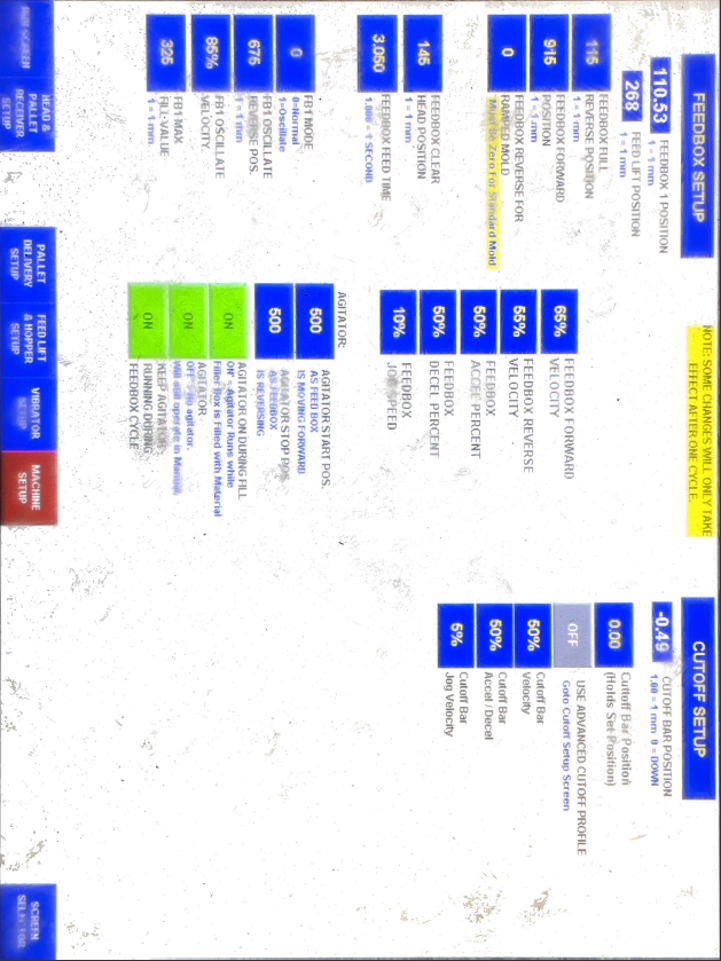 FEEDBOX SETUP
110.53
FEEDBOX 1 POSITION
1 = 1 mm
268
FEED LIFT POSITION
1 = 1 mm
115
FEEDBOX FULL
REVERSE POSITION
1 = 1 mm
915
FEEDBOX FORWARD
POSITION
1 = 1 mm
0
FEEDBOX REVERSE FOR
RAMPED MOLD
Must Be Zero For Standard Mold
145
FEEDBOX CLEAR
HEAD POSITION
1 = 1 mm
3.050
FEEDBOX FEED TIME
1.000 = 1 SECOND
0
FB1 MODE
0=Normal
1=Oscillate
675
FB1 OSCILLATE
REVERSE POS.
1 = 1 mm
85%
FB1 OSCILLATE
VELOCITY
325
FB1 MAX
FILL VALUE
1 = 1 mm
NOTE: SOME CHANGES WILL ONLY TAKE
EFFECT AFTER ONE CYCLE.
65%
FEEDBOX FORWARD
VELOCITY
55%
FEEDBOX REVERSE
VELOCITY
50%
FEEDBOX
ACCEL PERCENT
50%
FEEDBOX
DECEL PERCENT
19%
FEEDBOX
JOG SPEED
AGITATOR:
500
AGITATOR START POS.
AS FEED BOX
IS MOVING FORWARD
500
AGITATOR STOP POS.
AS FEEDBOX
IS REVERSING
ON
AGITATOR ON DURING FILL
ON = Agitator Runs while
Filler Box is Filled with Material
ON
AGITATOR
OFF = No agitator.
Will still operate in Manual
ON
KEEP AGITATOR
RUNNING DURING
FEEDBOX CYCLE
CUTOFF SETUP
-0.49
CUTOFF BAR POSITION
1.00 = 1 mm 0 = DOWN
0.00
Cuttoff Bar Position
(Holds Set Position)
OFF
USE ADVANCED CUTOFF PROFILE
Goto Cutoff Setup Screen
50%
Cutoff Bar
Velocity
50%
Cutoff Bar
Accel / Decel
5%
Cutoff Bar
Jog Velocity
SCREEN
HEAD &
PALLET
RECEIVER
SETUP
PALLET
DELIVERY
SETUP
FEED LIFT
& HOPPER
SETUP
VIBRATOR
SETUP
MACHINE
SETUP
SCREEN
SELECTOR